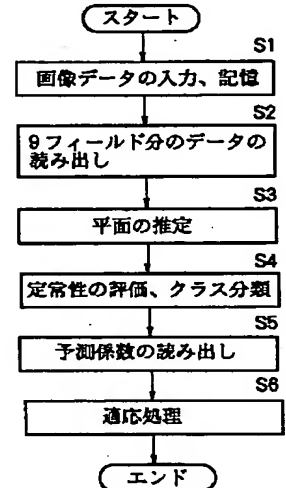 スタート
S1
画像データの入力、記憶
S2
9フィールド分のデータの
読み出し
S3
平面の推定
S4
定常性の評価、クラス分類
S5
予測係数の読み出し
S6
適応処理
エンド